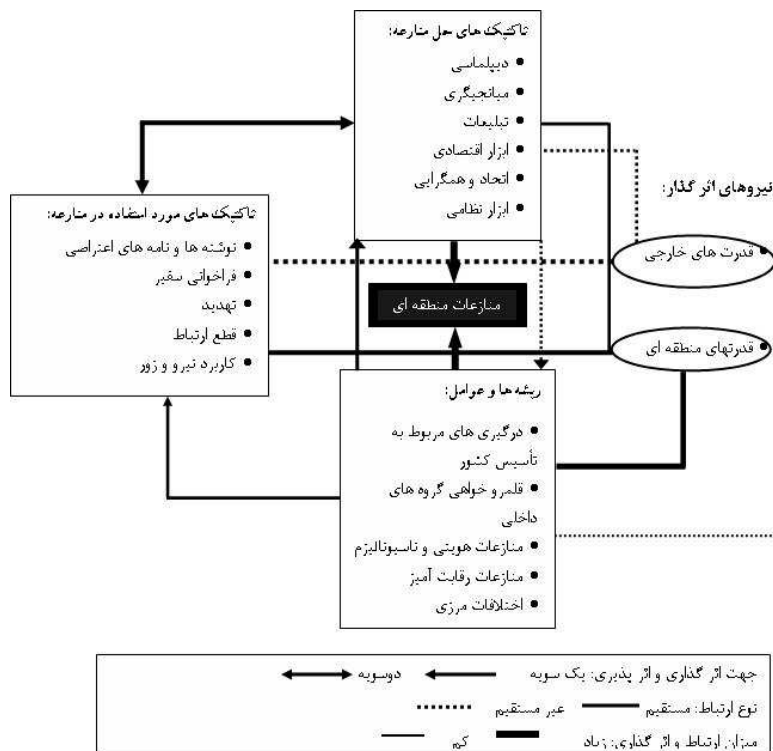 تاکتیک های حل منازعه:
دیپلماسی
میانجیگری
تبلیغات
ابزار اقتصادی
اتحاد و همگرایی
ابزار نظامی
نیروهای اثر گذار:
قدرت های خارجی
قدرتهای منطقه ای
تاکتیک های مورد استفاده در منازعه:
نوشته ها و نامه های اعتراضی
فراخوانی سفیر
تهدید
قطع ارتباط
کاربرد نیرو و زور
منازعات منطقه ای
ریشه ها و عوامل:
درگیری های مربوط به
تأسیس کشور
قلمرو خواهی گروه های
داخلی
منازعات هویتی و ناسیونالیزم
منازعات رقابت آمیز
اختلافات مرزی
جهت اثر گذاری و اثر پذیری: یک سویه دوسویه
نوع ارتباط: مستقیم غیر مستقیم
میزان ارتباط و اثر گذاری: زیاد کم